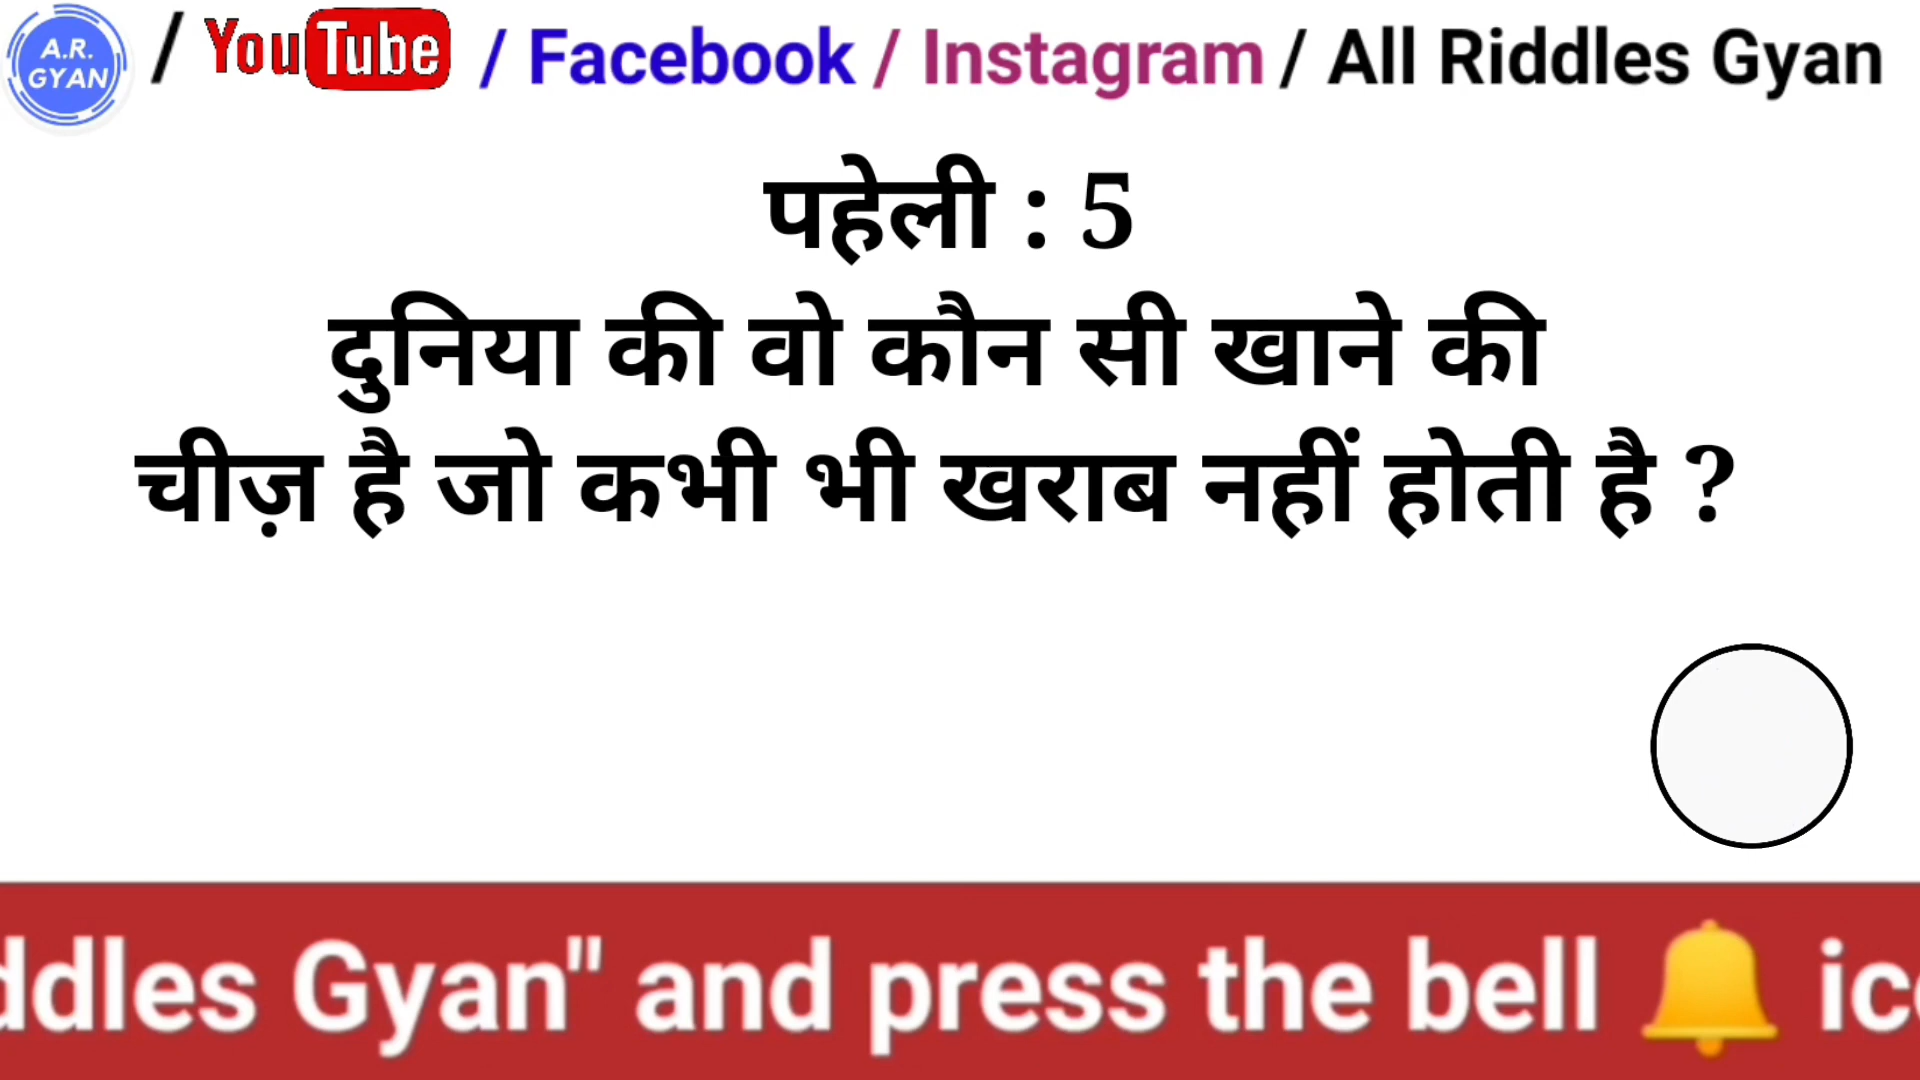 A.R. GYAN / YouTube / Facebook / Instagram / All Riddles Gyan
पहेली : 5
दुनिया की वो कौन सी खाने की
चीज़ है जो कभी भी खराब नहीं होती है ?
ddles Gyan" and press the bell 🔔 ic